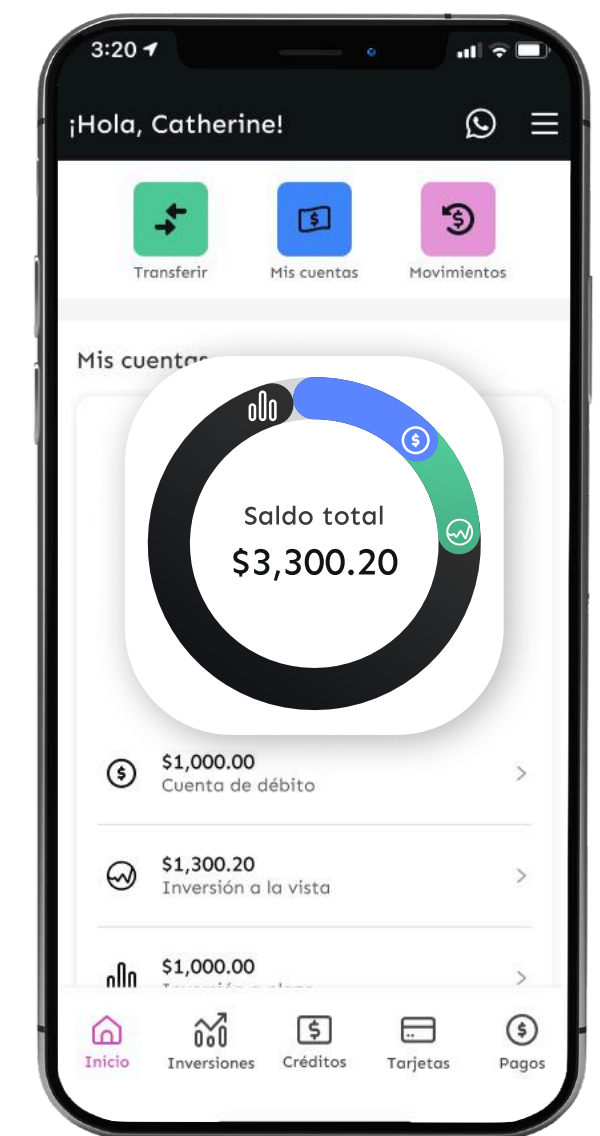 3:20
¡Hola, Catherine!
Transferir
Mis cuentas
Movimientos
Mis cuentas
Saldo total
$3,300.20
$1,000.00
Cuenta de débito
$1,300.20
Inversión a la vista
$1,000.00
Inicio
Inversiones
Créditos
Tarjetas
Pagos